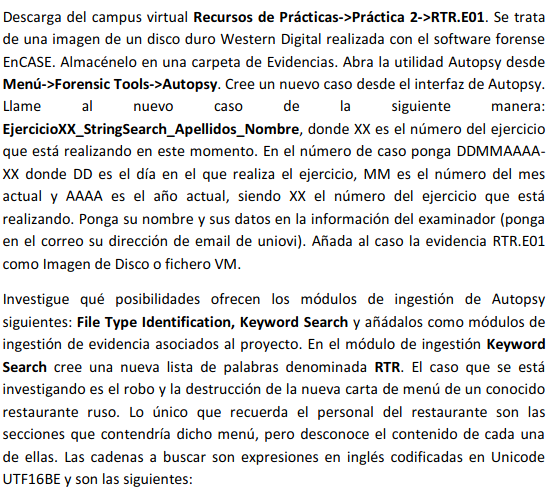 Descarga del campus virtual Recursos de Prácticas->Práctica 2->RTR.E01. Se trata
de una imagen de un disco duro Western Digital realizada con el software forense
EnCASE. Almacénelo en una carpeta de Evidencias. Abra la utilidad Autopsy desde
Menú->Forensic Tools->Autopsy. Cree un nuevo caso desde el interfaz de Autopsy.
Llame al nuevo caso de la siguiente manera:
EjercicioXX_StringSearch_Apellidos_Nombre, donde XX es el número del ejercicio
que está realizando en este momento. En el número de caso ponga DDMMAAAA-
XX donde DD es el día en el que realiza el ejercicio, MM es el número del mes
actual y AAAA es el año actual, siendo XX el número del ejercicio que está
realizando. Ponga su nombre y sus datos en la información del examinador (ponga
en el correo su dirección de email de uniovi). Añada al caso la evidencia RTR.E01
como Imagen de Disco o fichero VM.
Investigue qué posibilidades ofrecen los módulos de ingestión de Autopsy
siguientes: File Type Identification, Keyword Search y añádalos como módulos de
ingestión de evidencia asociados al proyecto. En el módulo de ingestión Keyword
Search cree una nueva lista de palabras denominada RTR. El caso que se está
investigando es el robo y la destrucción de la nueva carta de menú de un conocido
restaurante ruso. Lo único que recuerda el personal del restaurante son las
secciones que contendría dicho menú, pero desconoce el contenido de cada una
de ellas. Las cadenas a buscar son expresiones en inglés codificadas en Unicode
UTF16BE y son las siguientes: